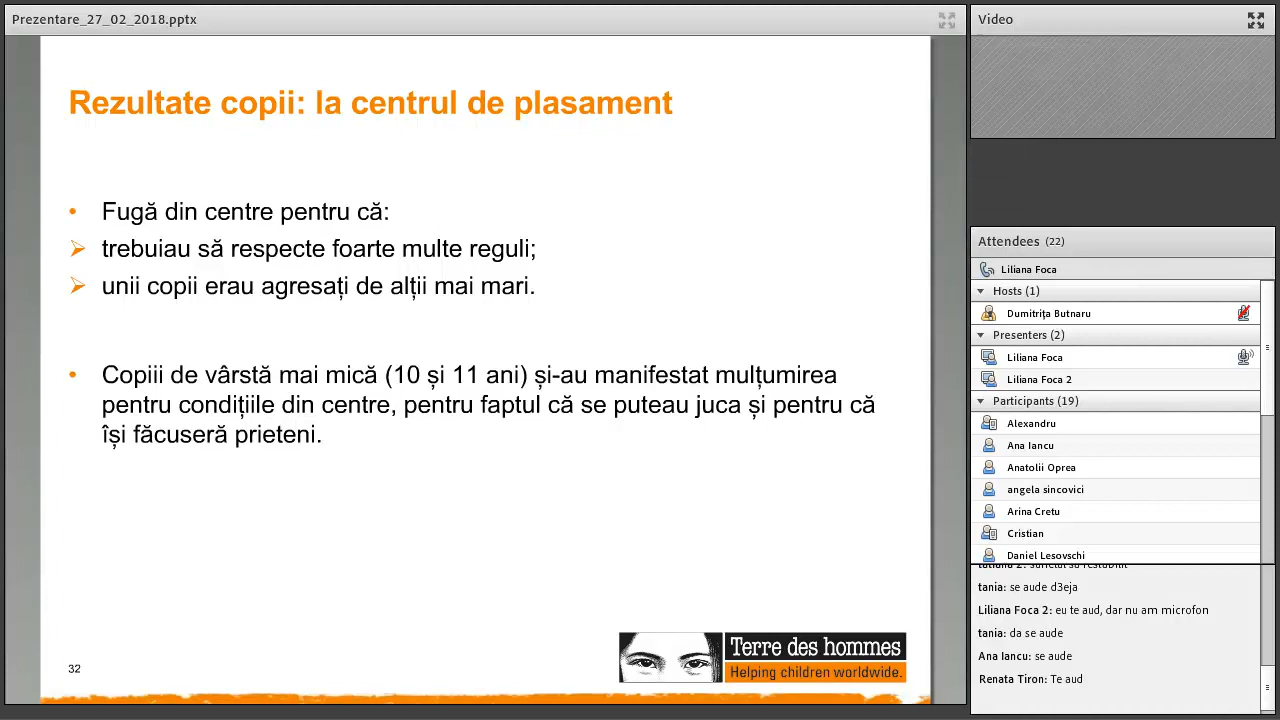 Prezentare_27_02_2018.pptx
Rezultate copii: la centrul de plasament
• Fugă din centre pentru că:
➢ trebuiau să respecte foarte multe reguli;
➢ unii copii erau agresați de alții mai mari.
• Copiii de vârstă mai mică (10 și 11 ani) și-au manifestat mulțumirea
pentru condițiile din centre, pentru faptul că se puteau juca și pentru că
își făcuseră prieteni.
32
Terre des hommes
Helping children worldwide.
Video
Attendees (22)
Liliana Foca
Hosts (1)
Dumitrița Butnaru
Presenters (2)
Liliana Foca
Liliana Foca 2
Participants (19)
Alexandru
Ana Iancu
Anatolii Oprea
angela sincovici
Arina Cretu
Cristian
Daniel Lesovschi
tania: se aude d3eja
Liliana Foca 2: eu te aud, dar nu am microfon
tania: da se aude
Ana Iancu: se aude
Renata Tiron: Te aud